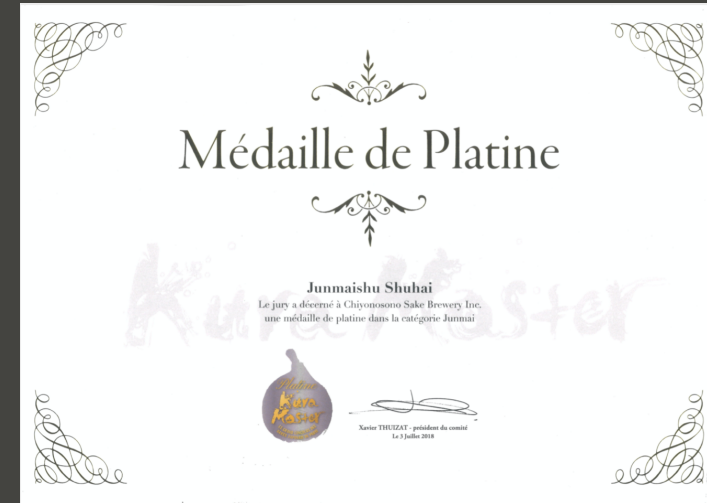 Médaille de Platine
Kura Master
Junmaishu Shuhai
Le jury a décerné à Chiyonosono Sake Brewery Inc.
une médaille de platine dans la catégorie Junmai
Platine
Kura
Master
Xavier THUIZAT - président du comité
Le 3 Juillet 2018